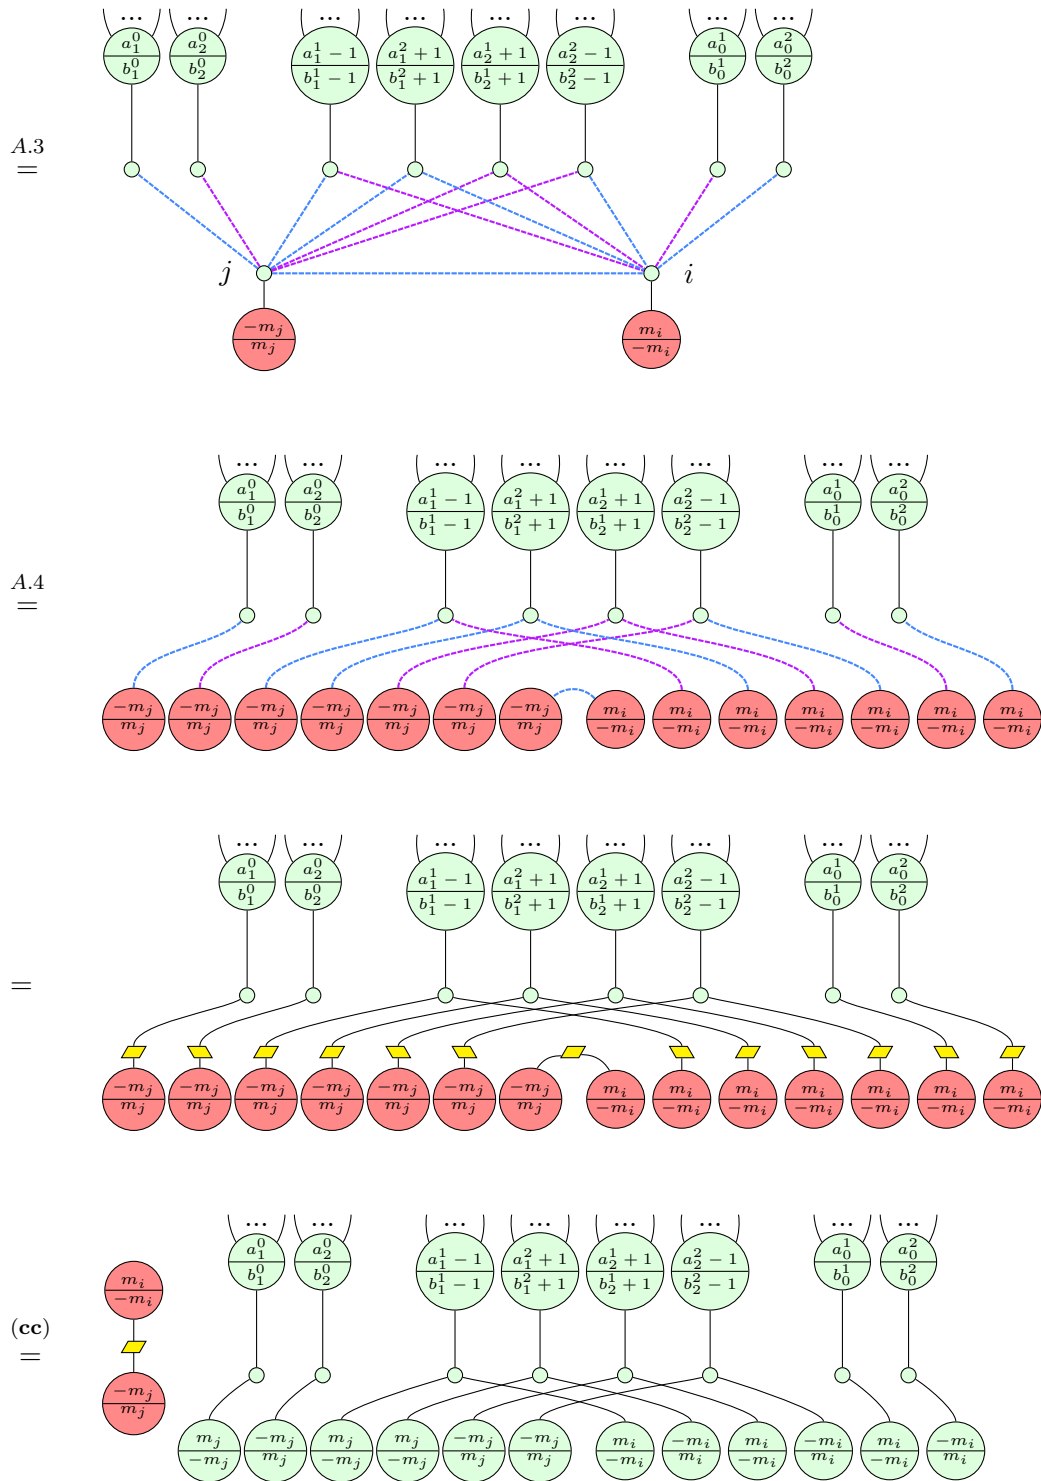 ... ... ... ... ... ... ... ...
a_1^0/b_1^0 a_2^0/b_2^0 a_1^1 − 1/b_1^1 − 1 a_1^2 + 1/b_1^2 + 1 a_2^1 + 1/b_2^1 + 1 a_2^2 − 1/b_2^2 − 1 a_0^1/b_0^1 a_0^2/b_0^2
A.3
=
j i
−m_j/m_j m_i/−m_i
... ... ... ... ... ... ... ...
a_1^0/b_1^0 a_2^0/b_2^0 a_1^1 − 1/b_1^1 − 1 a_1^2 + 1/b_1^2 + 1 a_2^1 + 1/b_2^1 + 1 a_2^2 − 1/b_2^2 − 1 a_0^1/b_0^1 a_0^2/b_0^2
A.4
=
−m_j/m_j −m_j/m_j −m_j/m_j −m_j/m_j −m_j/m_j −m_j/m_j −m_j/m_j m_i/−m_i m_i/−m_i m_i/−m_i m_i/−m_i m_i/−m_i m_i/−m_i m_i/−m_i
... ... ... ... ... ... ... ...
a_1^0/b_1^0 a_2^0/b_2^0 a_1^1 − 1/b_1^1 − 1 a_1^2 + 1/b_1^2 + 1 a_2^1 + 1/b_2^1 + 1 a_2^2 − 1/b_2^2 − 1 a_0^1/b_0^1 a_0^2/b_0^2
=
−m_j/m_j −m_j/m_j −m_j/m_j −m_j/m_j −m_j/m_j −m_j/m_j −m_j/m_j m_i/−m_i m_i/−m_i m_i/−m_i m_i/−m_i m_i/−m_i m_i/−m_i m_i/−m_i
... ... ... ... ... ... ... ...
m_i/−m_i a_1^0/b_1^0 a_2^0/b_2^0 a_1^1 − 1/b_1^1 − 1 a_1^2 + 1/b_1^2 + 1 a_2^1 + 1/b_2^1 + 1 a_2^2 − 1/b_2^2 − 1 a_0^1/b_0^1 a_0^2/b_0^2
(cc)
=
−m_j/m_j
m_j/−m_j −m_j/m_j m_j/−m_j m_j/−m_j −m_j/m_j −m_j/m_j m_i/−m_i −m_i/m_i m_i/−m_i −m_i/m_i m_i/−m_i −m_i/m_i